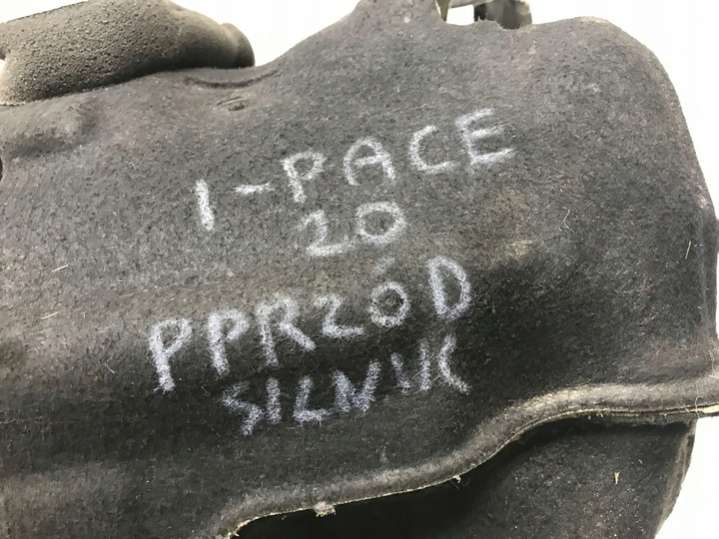 I-PACE
20
PPRZÓD
SILNIK